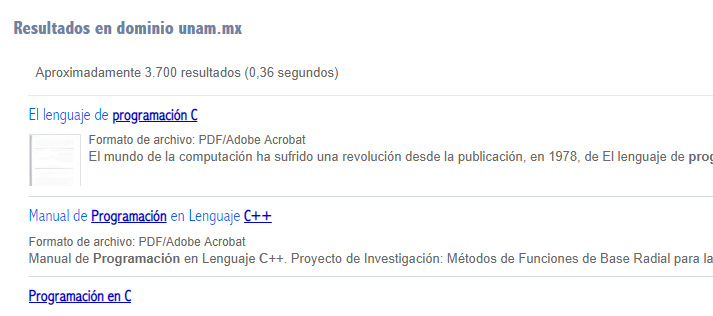 Resultados en dominio unam.mx
Aproximadamente 3.700 resultados (0,36 segundos)
El lenguaje de programación C
Formato de archivo: PDF/Adobe Acrobat
El mundo de la computación ha sufrido una revolución desde la publicación, en 1978, de El lenguaje de prog
Manual de Programación en Lenguaje C++
Formato de archivo: PDF/Adobe Acrobat
Manual de Programación en Lenguaje C++. Proyecto de Investigación: Métodos de Funciones de Base Radial para la
Programación en C